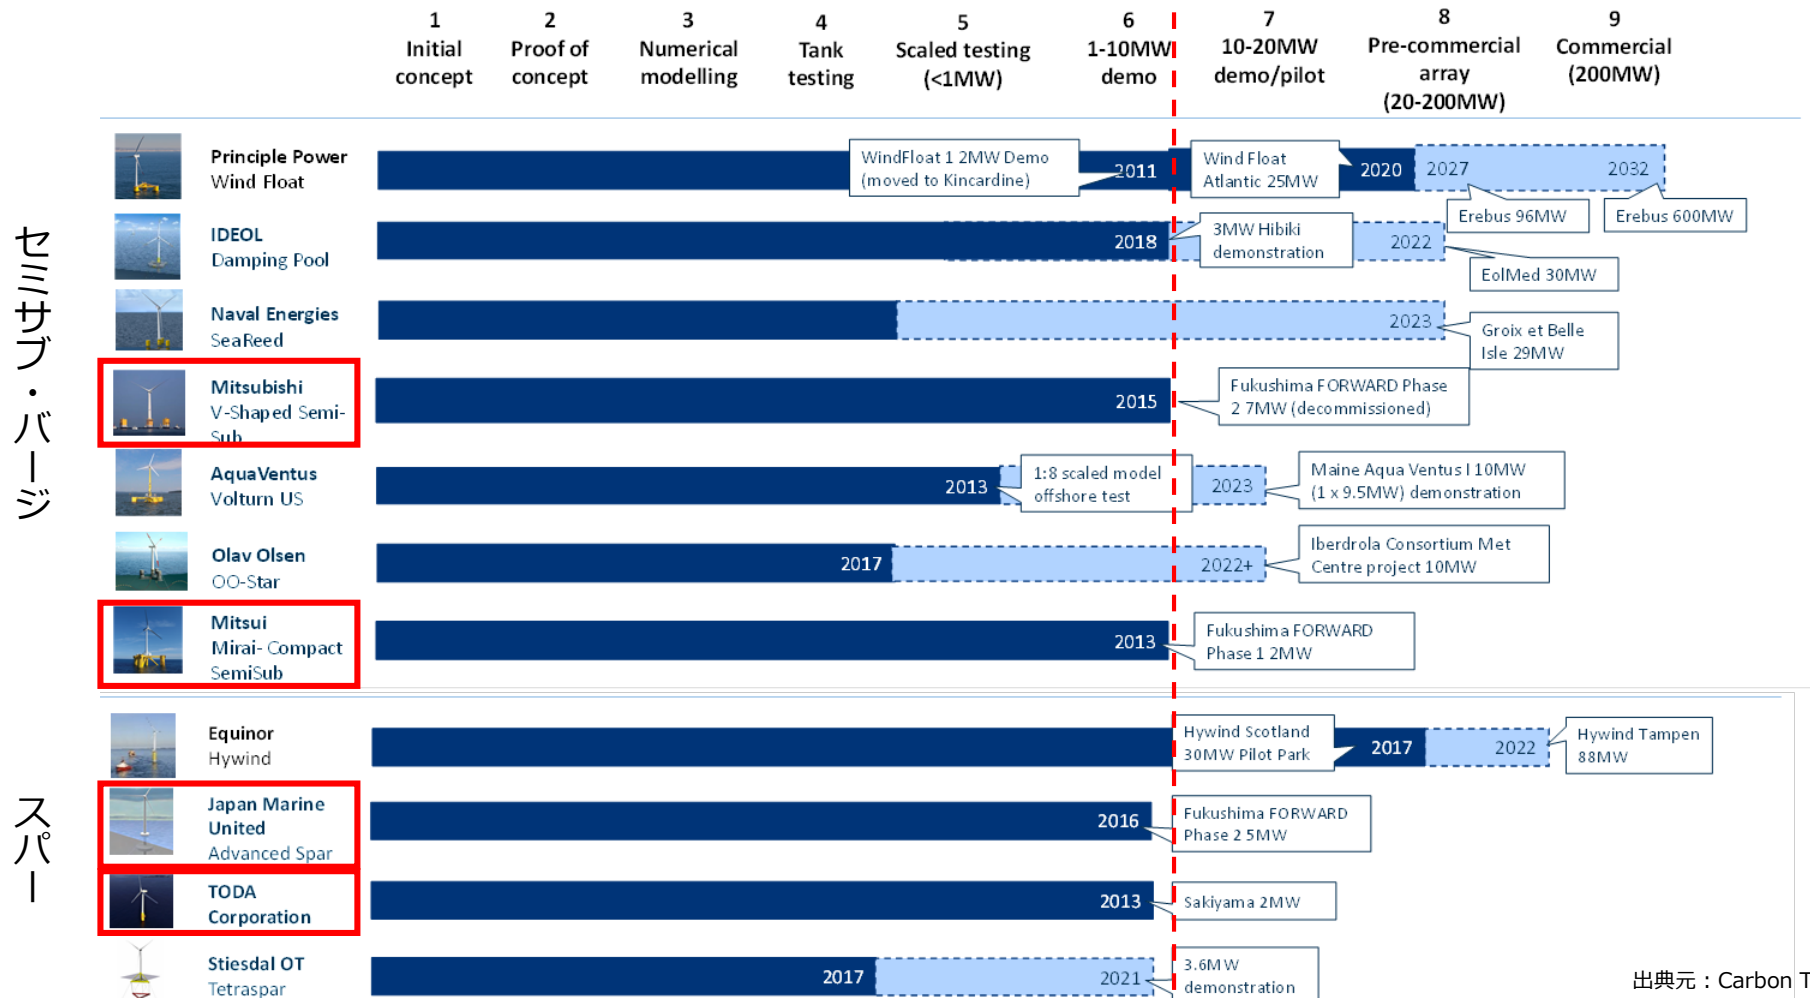 1
Initial
concept
2
Proof of
concept
3
Numerical
modelling
4
Tank
testing
5
Scaled testing
(<1MW)
6
1-10MW
demo
7
10-20MW
demo/pilot
8
Pre-commercial
array
(20-200MW)
9
Commercial
(200MW)
セミサブ・バージ
Principle Power
Wind Float
WindFloat 1 2MW Demo
(moved to Kincardine)
2011
Wind Float
Atlantic 25MW
2020
2027
2032
Erebus 96MW
Erebus 600MW
IDEOL
Damping Pool
2018
3MW Hibiki
demonstration
2022
EolMed 30MW
Naval Energies
SeaReed
2023
Groix et Belle
Isle 29MW
Mitsubishi
V-Shaped Semi-
Sub
2015
Fukushima FORWARD Phase
2 7MW (decommissioned)
AquaVentus
Volturn US
2013
1:8 scaled model
offshore test
2023
Maine Aqua Ventus I 10MW
(1 x 9.5MW) demonstration
Olav Olsen
OO-Star
2017
2022+
Iberdrola Consortium Met
Centre project 10MW
Mitsui
Mirai- Compact
SemiSub
2013
Fukushima FORWARD
Phase 1 2MW
スパー
Equinor
Hywind
Hywind Scotland
30MW Pilot Park
2017
2022
Hywind Tampen
88MW
Japan Marine
United
Advanced Spar
2016
Fukushima FORWARD
Phase 2 5MW
TODA
Corporation
2013
Sakiyama 2MW
Stiesdal OT
Tetraspar
2017
2021
3.6MW
demonstration
出典元：Carbon T